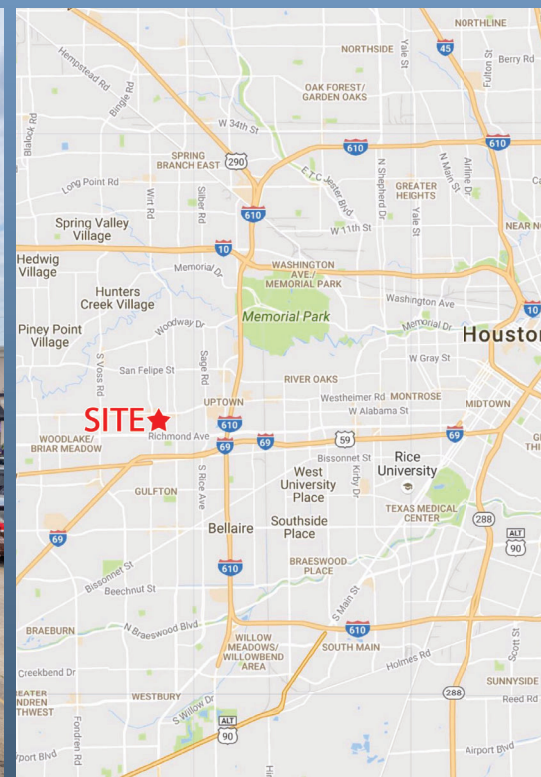 NORTHLINE
45
NORTHSIDE
Yale St
Fulton St
Berry Rd
Hempstead Rd
Bingle Rd
OAK FOREST/
GARDEN OAKS
Blalock Rd
W 34th St
610
610
SPRING
BRANCH EAST
290
E T C Jester Blvd
N Shepherd Dr
N Main St
Airline Dr
Long Point Rd
Wirt Rd
Silber Rd
GREATER
HEIGHTS
610
Yale St
W 11th St
Spring Valley
Village
10
Hedwig
Village
Memorial Dr
WASHINGTON
AVE./
MEMORIAL PARK
Hunters
Creek Village
Washington Ave
10
Memorial Park
Piney Point
Village
Woodway Dr
Memorial Dr
S Voss Rd
Sage Rd
W Gray St
San Felipe St
RIVER OAKS
UPTOWN
Westheimer Rd
MONTROSE
MIDTOWN
SITE
W Alabama St
610
Richmond Ave
69
69
59
69
WOODLAKE/
BRIAR MEADOW
S Rice Ave
Bissonnet St
Kirby Dr
Rice
University
West
University
Place
GULFTON
TEXAS MEDICAL
CENTER
Bellaire
Southside
Place
288
ALT
90
69
610
BRAESWOOD
PLACE
Bissonnet St
Beechnut St
S Main St
BRAEBURN
N Braeswood Blvd
610
Scott St
WILLOW
MEADOWS/
WILLOWBEND
AREA
SOUTH MAIN
Holmes Rd
Creekbend Dr
SUNNYSIDE
WESTBURY
288
Reed Rd
S Willow Dr
Fondren Rd
ALT
90
Airport Blvd